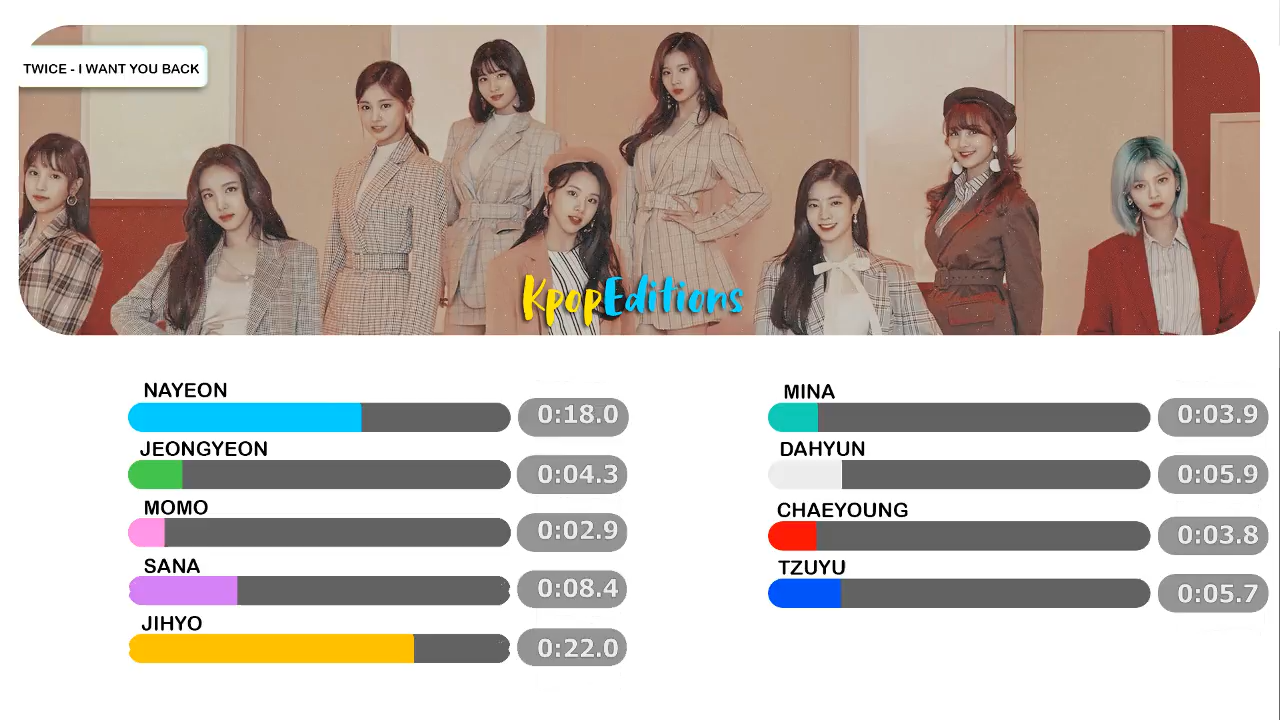 TWICE - I WANT YOU BACK
KpopEditions
NAYEON
0:18.0
JEONGYEON
0:04.3
MOMO
0:02.9
SANA
0:08.4
JIHYO
0:22.0
MINA
0:03.9
DAHYUN
0:05.9
CHAEYOUNG
0:03.8
TZUYU
0:05.7